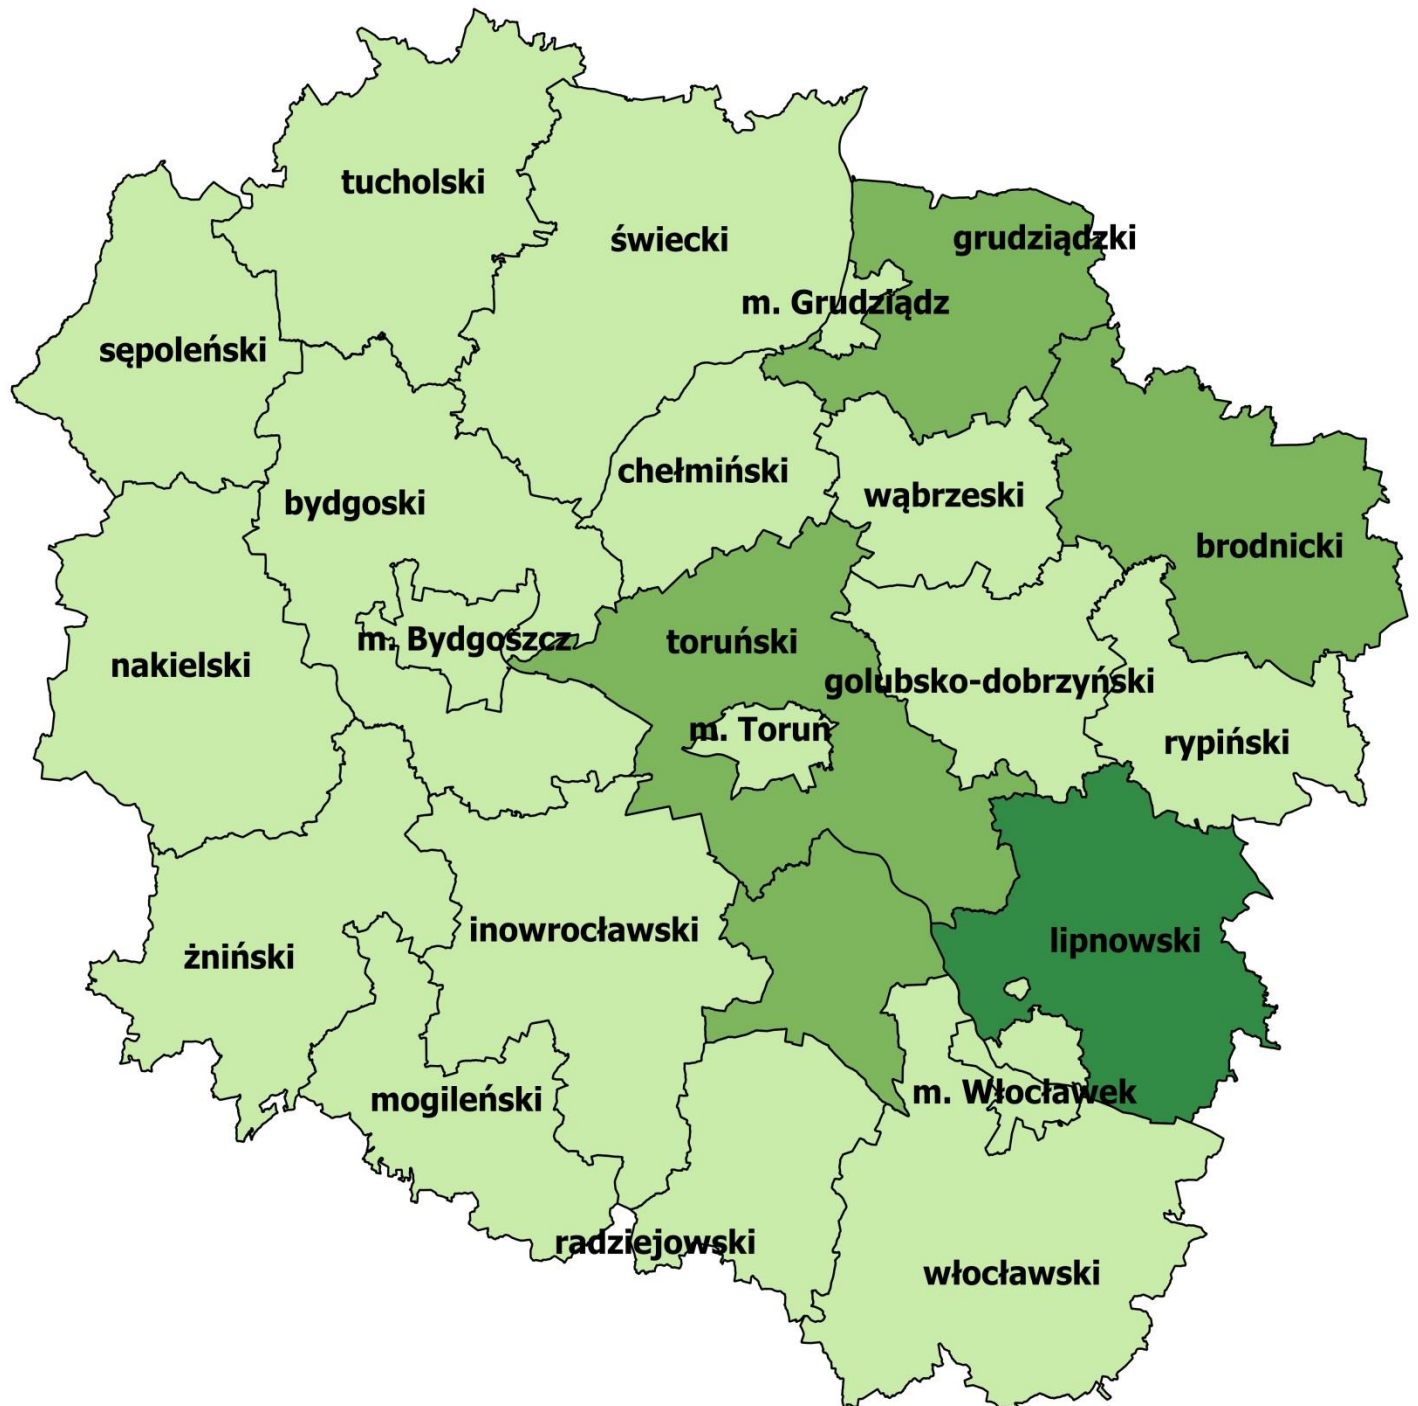 tucholski
świecki
grudziądzki
m. Grudziądz
sępoleński
chełmiński
wąbrzeski
bydgoski
brodnicki
m. Bydgoszcz
toruński
nakielski
golubsko-dobrzyński
m. Toruń
rypiński
inowrocławski
lipnowski
żniński
mogileński
m. Włocławek
radziejowski
włocławski